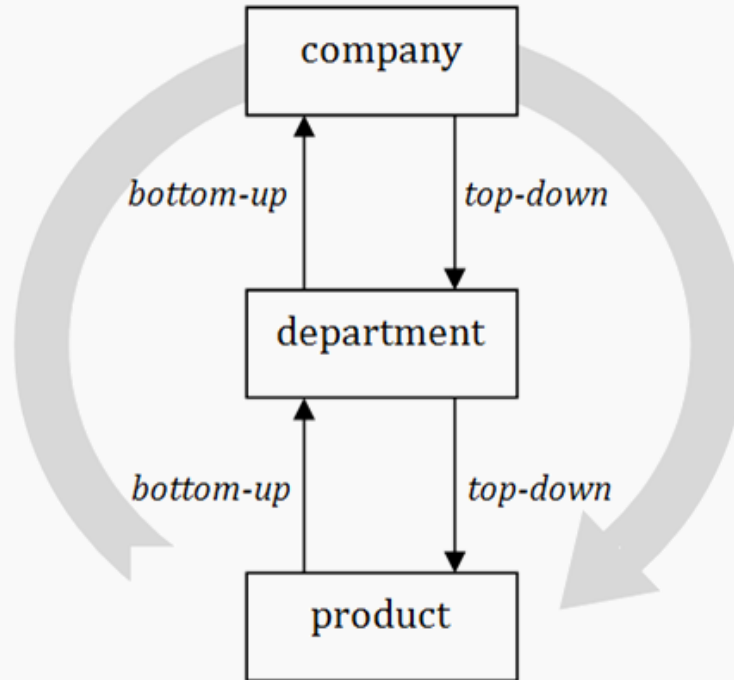 company
bottom-up
top-down
department
bottom-up
top-down
product